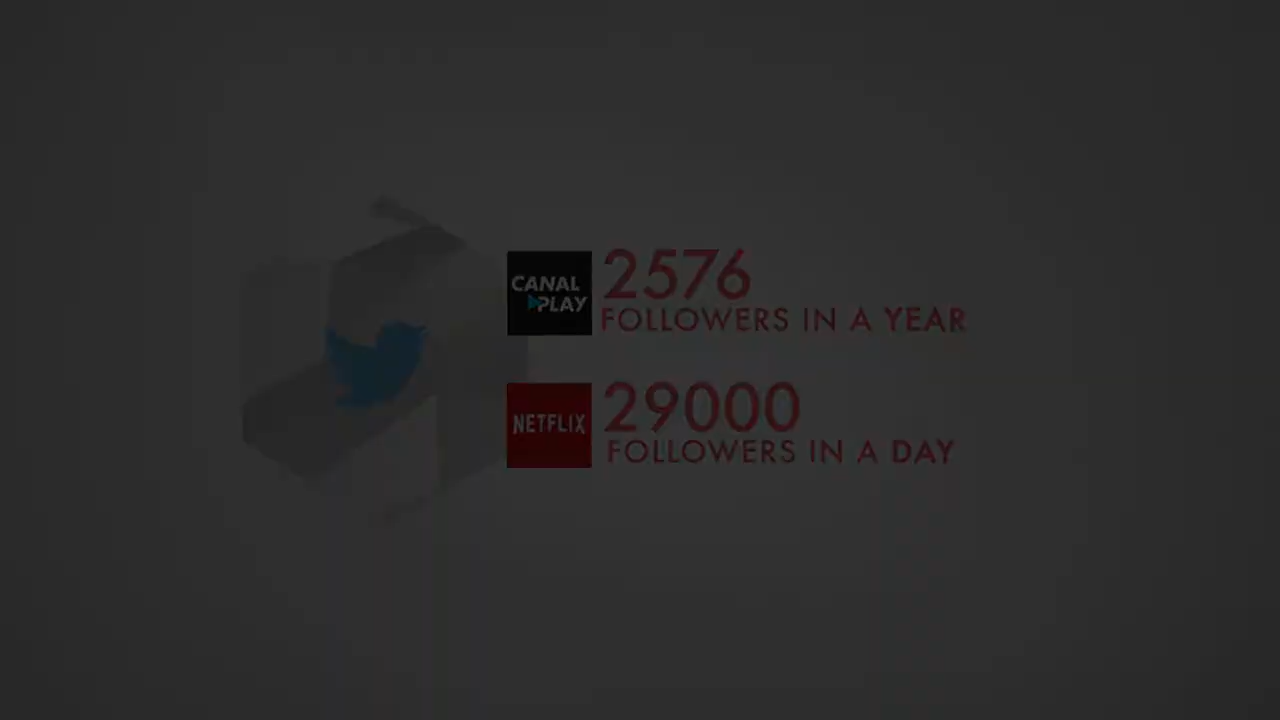 CANAL
PLAY
2576
FOLLOWERS IN A YEAR
NETFLIX
29000
FOLLOWERS IN A DAY